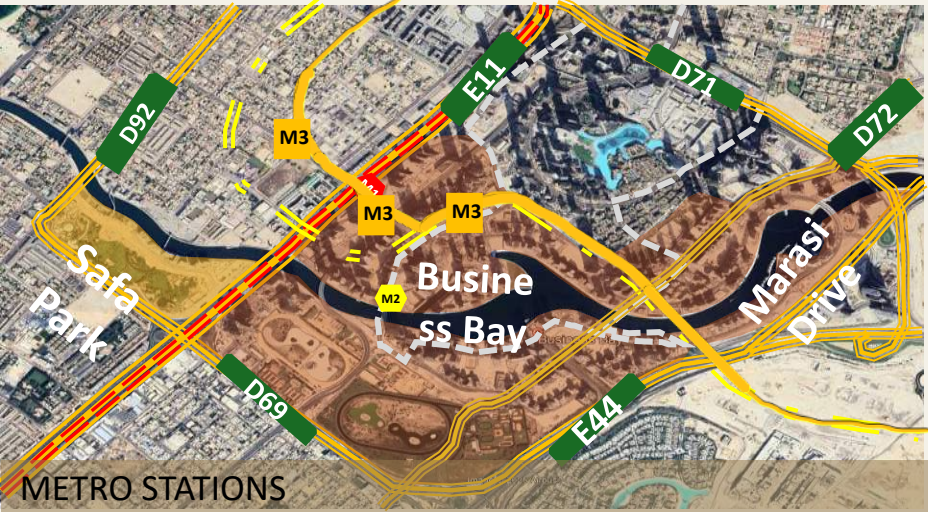 E11
D71
D92
D72
M3
M1
M3
M3
Safa
Park
Busine
ss Bay
M2
Marasi
Drive
D69
E44
METRO STATIONS